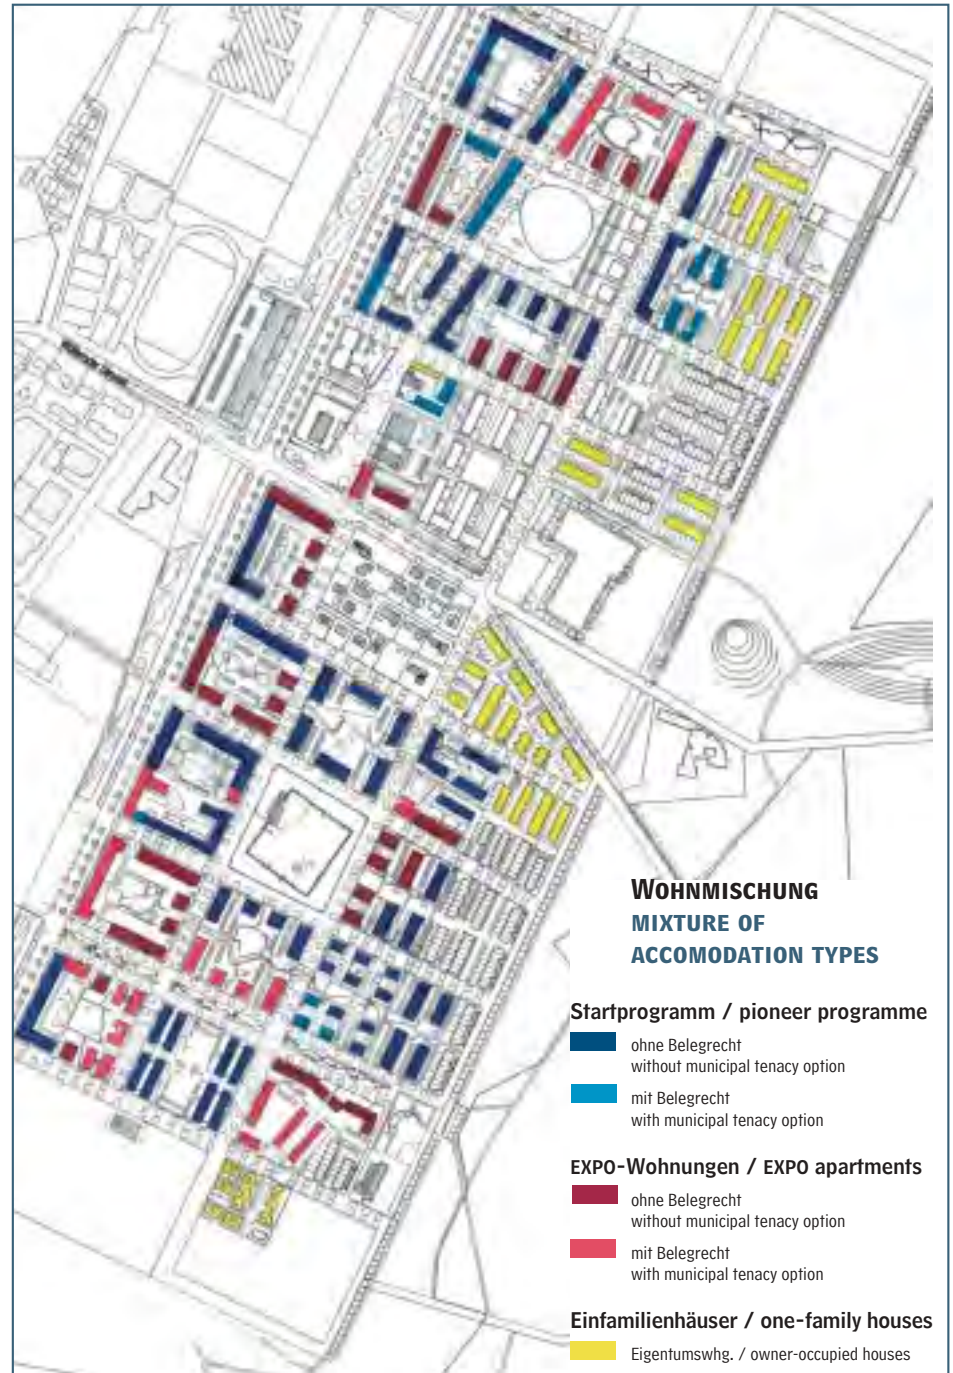 WOHNMISCHUNG
MIXTURE OF
ACCOMODATION TYPES
Startprogramm / pioneer programme
ohne Belegrecht
without municipal tenacy option
mit Belegrecht
with municipal tenacy option
EXPO-Wohnungen / EXPO apartments
ohne Belegrecht
without municipal tenacy option
mit Belegrecht
with municipal tenacy option
Einfamilienhäuser / one-family houses
Eigentumswhg. / owner-occupied houses